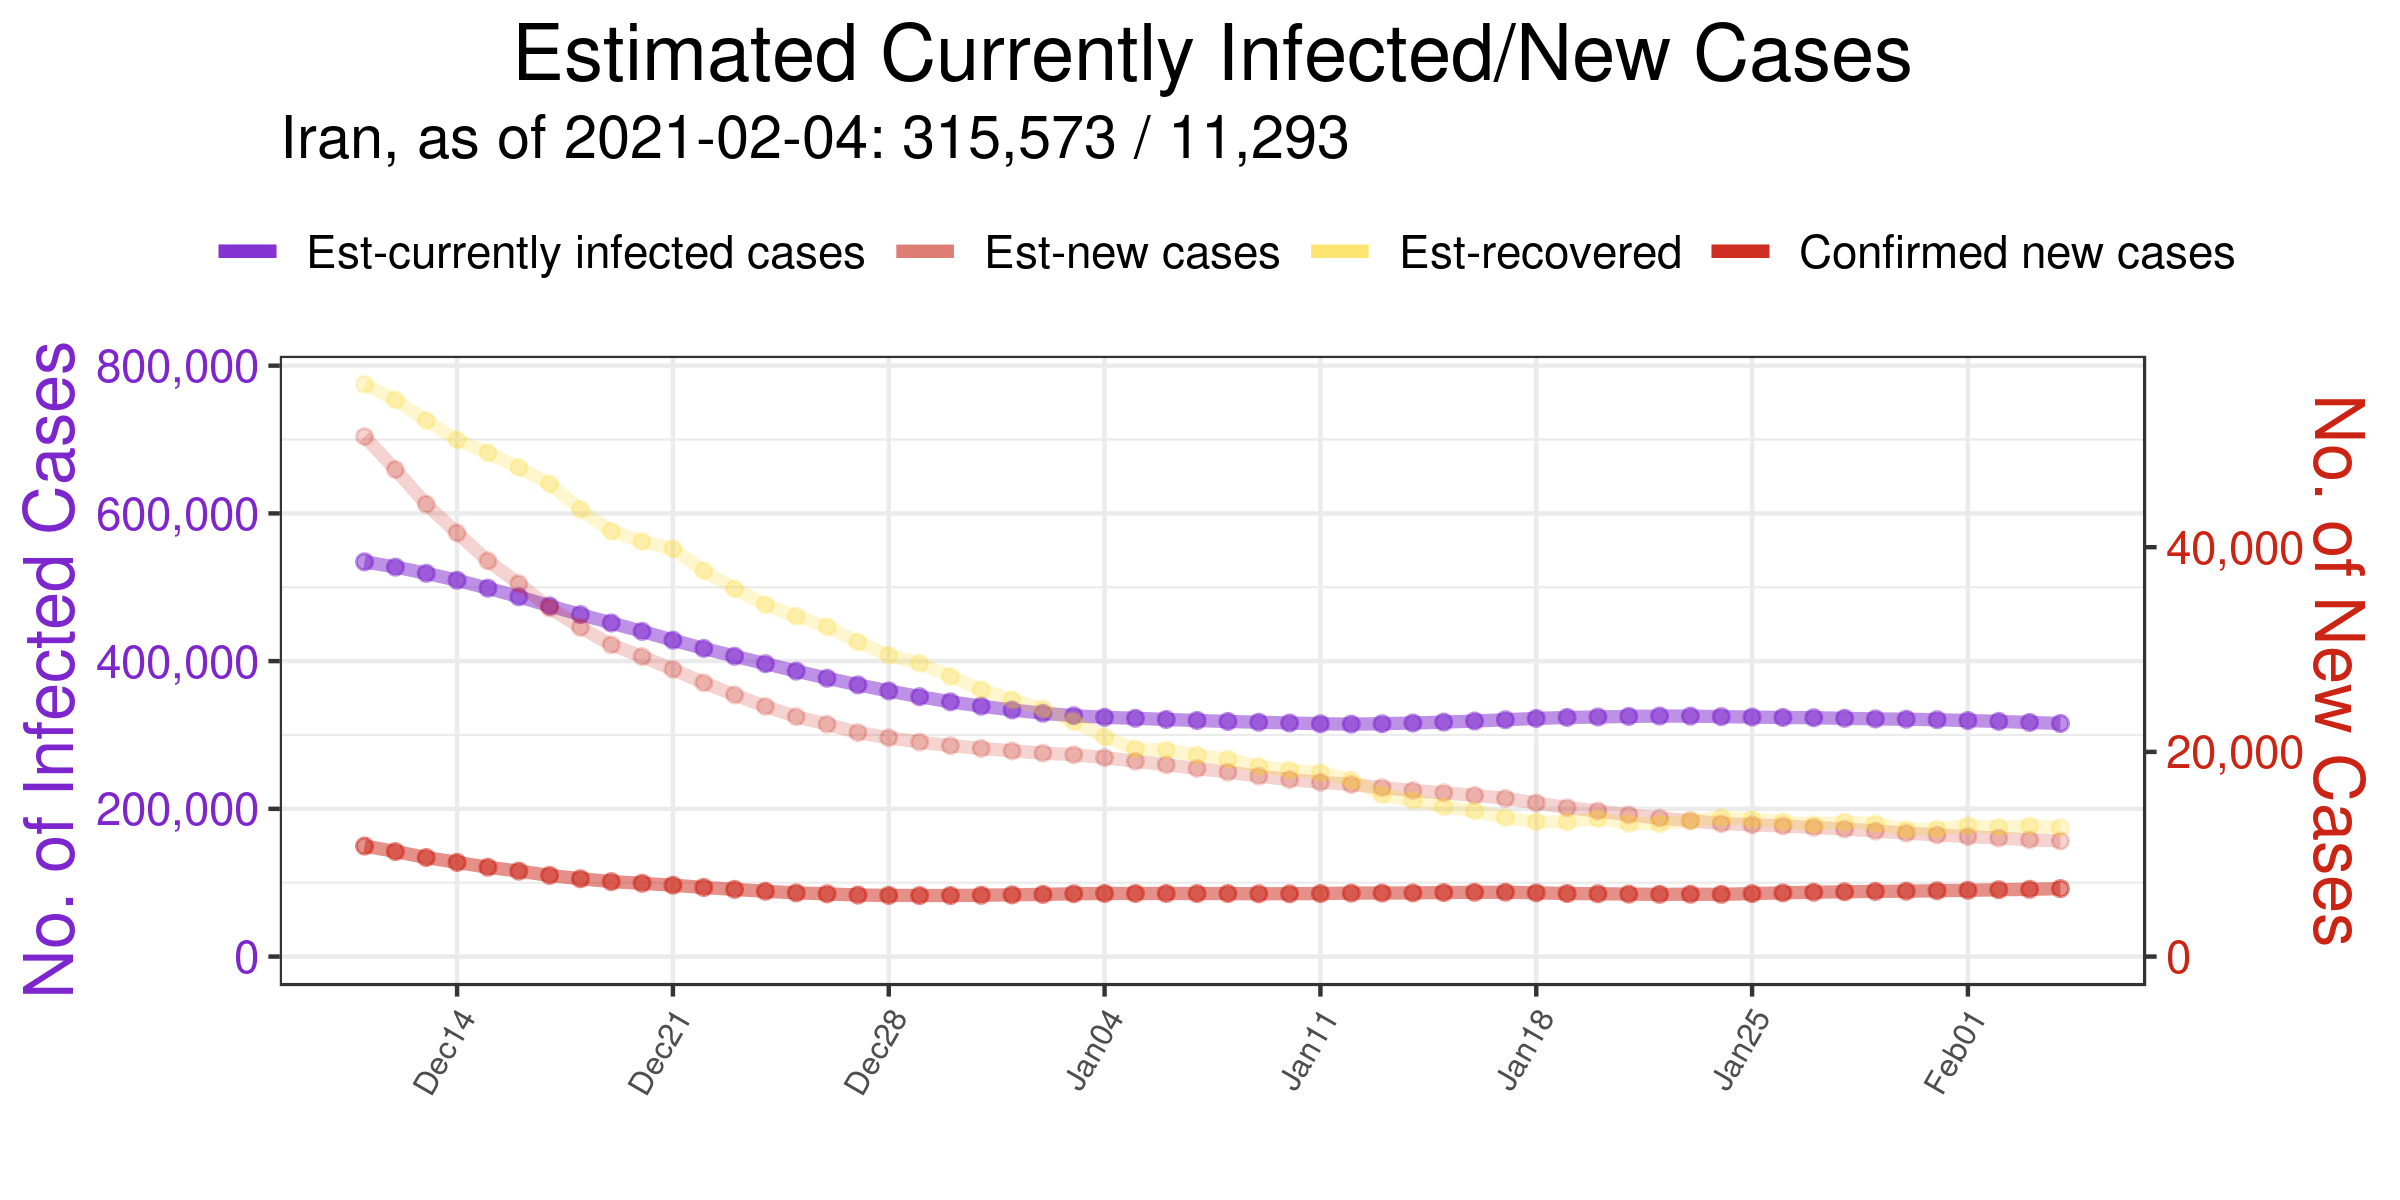 Estimated Currently Infected/New Cases
Iran, as of 2021-02-04: 315,573 / 11,293
Est-currently infected cases Est-new cases Est-recovered Confirmed new cases
No. of Infected Cases
800,000
600,000
400,000
200,000
0
40,000
20,000
0
No. of New Cases
Dec14 Dec21 Dec28 Jan04 Jan11 Jan18 Jan25 Feb01